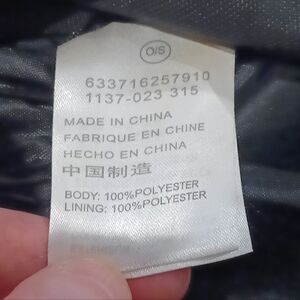 O/S
633716257910
1137-023 315
MADE IN CHINA
FABRIQUE EN CHINE
HECHO EN CHINA
中国制造
BODY: 100%POLYESTER
LINING: 100%POLYESTER